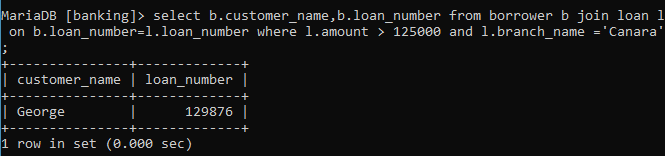 MariaDB [banking]> select b.customer_name,b.loan_number from borrower b join loan l
 on b.loan_number=l.loan_number where l.amount > 125000 and l.branch_name ='Canara'
;
+---------------+-------------+
| customer_name | loan_number |
+---------------+-------------+
| George        |      129876 |
+---------------+-------------+
1 row in set (0.000 sec)